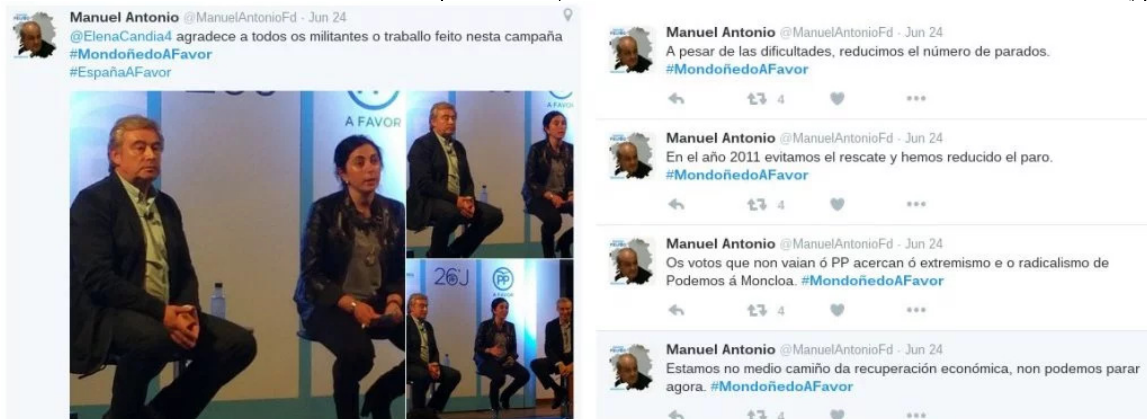 Manuel Antonio @ManuelAntonioFd · Jun 24
@ElenaCandia4 agradece a todos os militantes o traballo feito nesta campaña
#MondoñedoAFavor
#EspañaAFavor
A FAVOR
A FAVOR
26J
PP
A FAVOR
Manuel Antonio @ManuelAntonioFd · Jun 24
A pesar de las dificultades, reducimos el número de parados.
#MondoñedoAFavor
4
Manuel Antonio @ManuelAntonioFd · Jun 24
En el año 2011 evitamos el rescate y hemos reducido el paro.
#MondoñedoAFavor
4
Manuel Antonio @ManuelAntonioFd · Jun 24
Os votos que non vaian ó PP acercan ó extremismo e o radicalismo de
Podemos á Moncloa. #MondoñedoAFavor
4
Manuel Antonio @ManuelAntonioFd · Jun 24
Estamos no medio camiño da recuperación económica, non podemos parar
agora. #MondoñedoAFavor
4